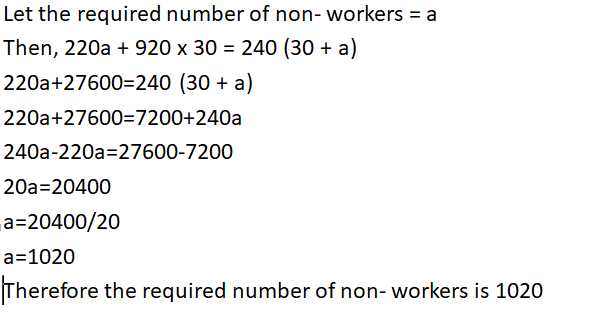 Let the required number of non- workers = a
Then, 220a + 920 x 30 = 240 (30 + a)
220a+27600=240 (30 + a)
220a+27600=7200+240a
240a-220a=27600-7200
20a=20400
a=20400/20
a=1020
Therefore the required number of non- workers is 1020